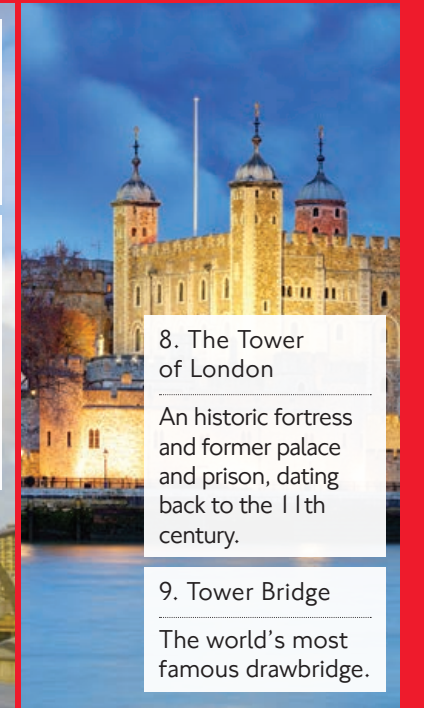 8. The Tower
of London
An historic fortress
and former palace
and prison, dating
back to the 11th
century.
9. Tower Bridge
The world's most
famous drawbridge.